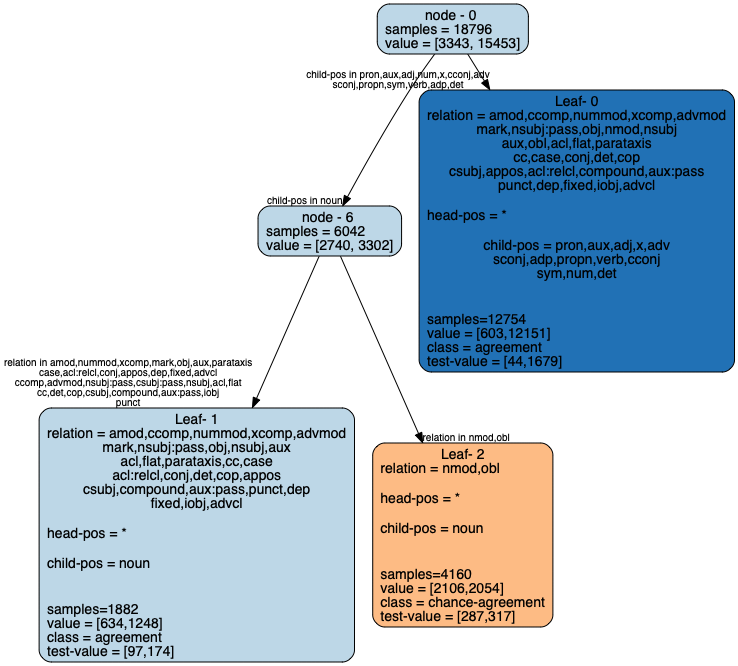 node - 0
samples = 18796
value = [3343, 15453]
child-pos in pron,aux,adj,num,x,cconj,adv
sconj,propn,sym,verb,adp,det
Leaf- 0
relation = amod,ccomp,nummod,xcomp,advmod
mark,nsubj:pass,obj,nmod,nsubj
aux,obl,acl,flat,parataxis
cc,case,conj,det,cop
csubj,appos,acl:relcl,compound,aux:pass
punct,dep,fixed,iobj,advcl
head-pos = *
child-pos = pron,aux,adj,x,adv
sconj,adp,propn,verb,cconj
sym,num,det
samples=12754
value = [603,12151]
class = agreement
test-value = [44,1679]
child-pos in noun
node - 6
samples = 6042
value = [2740, 3302]
relation in amod,nummod,xcomp,mark,obj,aux,parataxis
case,acl:relcl,conj,appos,dep,fixed,advcl
ccomp,advmod,nsubj:pass,csubj:pass,nsubj,acl,flat
cc,det,cop,csubj,compound,aux:pass,iobj
punct
Leaf- 1
relation = amod,ccomp,nummod,xcomp,advmod
mark,nsubj:pass,obj,nsubj,aux
acl,flat,parataxis,cc,case
acl:relcl,conj,det,cop,appos
csubj,compound,aux:pass,punct,dep
fixed,iobj,advcl
head-pos = *
child-pos = noun
samples=1882
value = [634,1248]
class = agreement
test-value = [97,174]
relation in nmod,obl
Leaf- 2
relation = nmod,obl
head-pos = *
child-pos = noun
samples=4160
value = [2106,2054]
class = chance-agreement
test-value = [287,317]